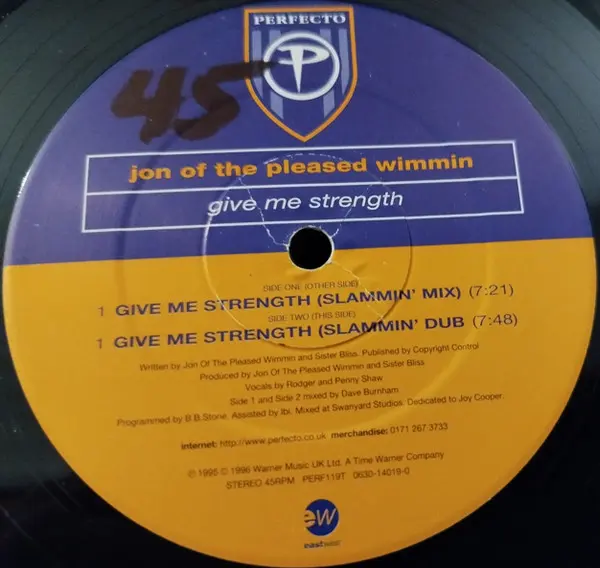 PERFECTO
P
45
jon of the pleased wimmin
give me strength
SIDE ONE (OTHER SIDE)
1 GIVE ME STRENGTH (SLAMMIN' MIX) (7:21)
SIDE TWO (THIS SIDE)
1 GIVE ME STRENGTH (SLAMMIN' DUB (7:48)
Written by Jon Of The Pleased Wimmin and Sister Bliss. Published by Copyright Control
Produced by Jon Of The Pleased Wimmin and Sister Bliss
Vocals by Rodger and Penny Shaw
Side 1 and Side 2 mixed by Dave Burnham
Programmed by B.B.Stone. Assisted by Ibi. Mixed at Swanyard Studios. Dedicated to Joy Cooper.
internet: http://www.perfecto.co.uk merchandise: 0171 267 3733
℗ 1995 © 1996 Warner Music UK Ltd. A Time Warner Company
STEREO 45RPM PERF119T 0630-14019-0
ew
eastwest